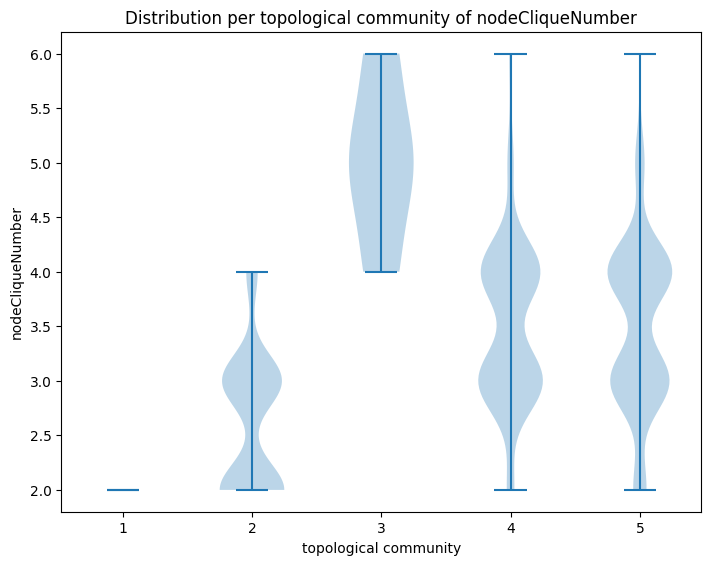 Distribution per topological community of nodeCliqueNumber
6.0
5.5
5.0
4.5
4.0
3.5
3.0
2.5
2.0
nodeCliqueNumber
1 2 3 4 5
topological community